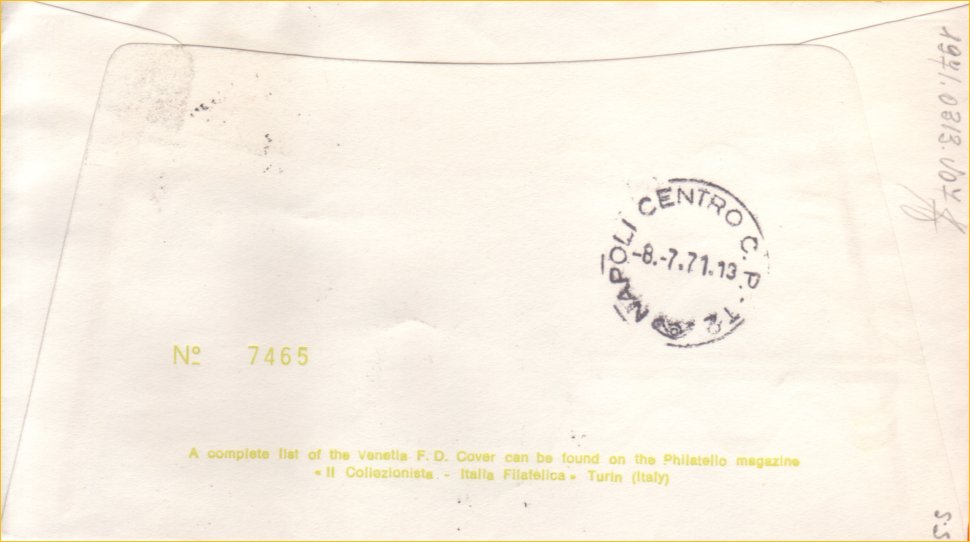 NAPOLI CENTRO C. P.
-8.-7.71.13
Nº 7465
A complete list of the Venetia F. D. Cover can be found on the Philatelic magazine
« Il Collezionista - Italia Filatelica » Turin (Italy)
S.S